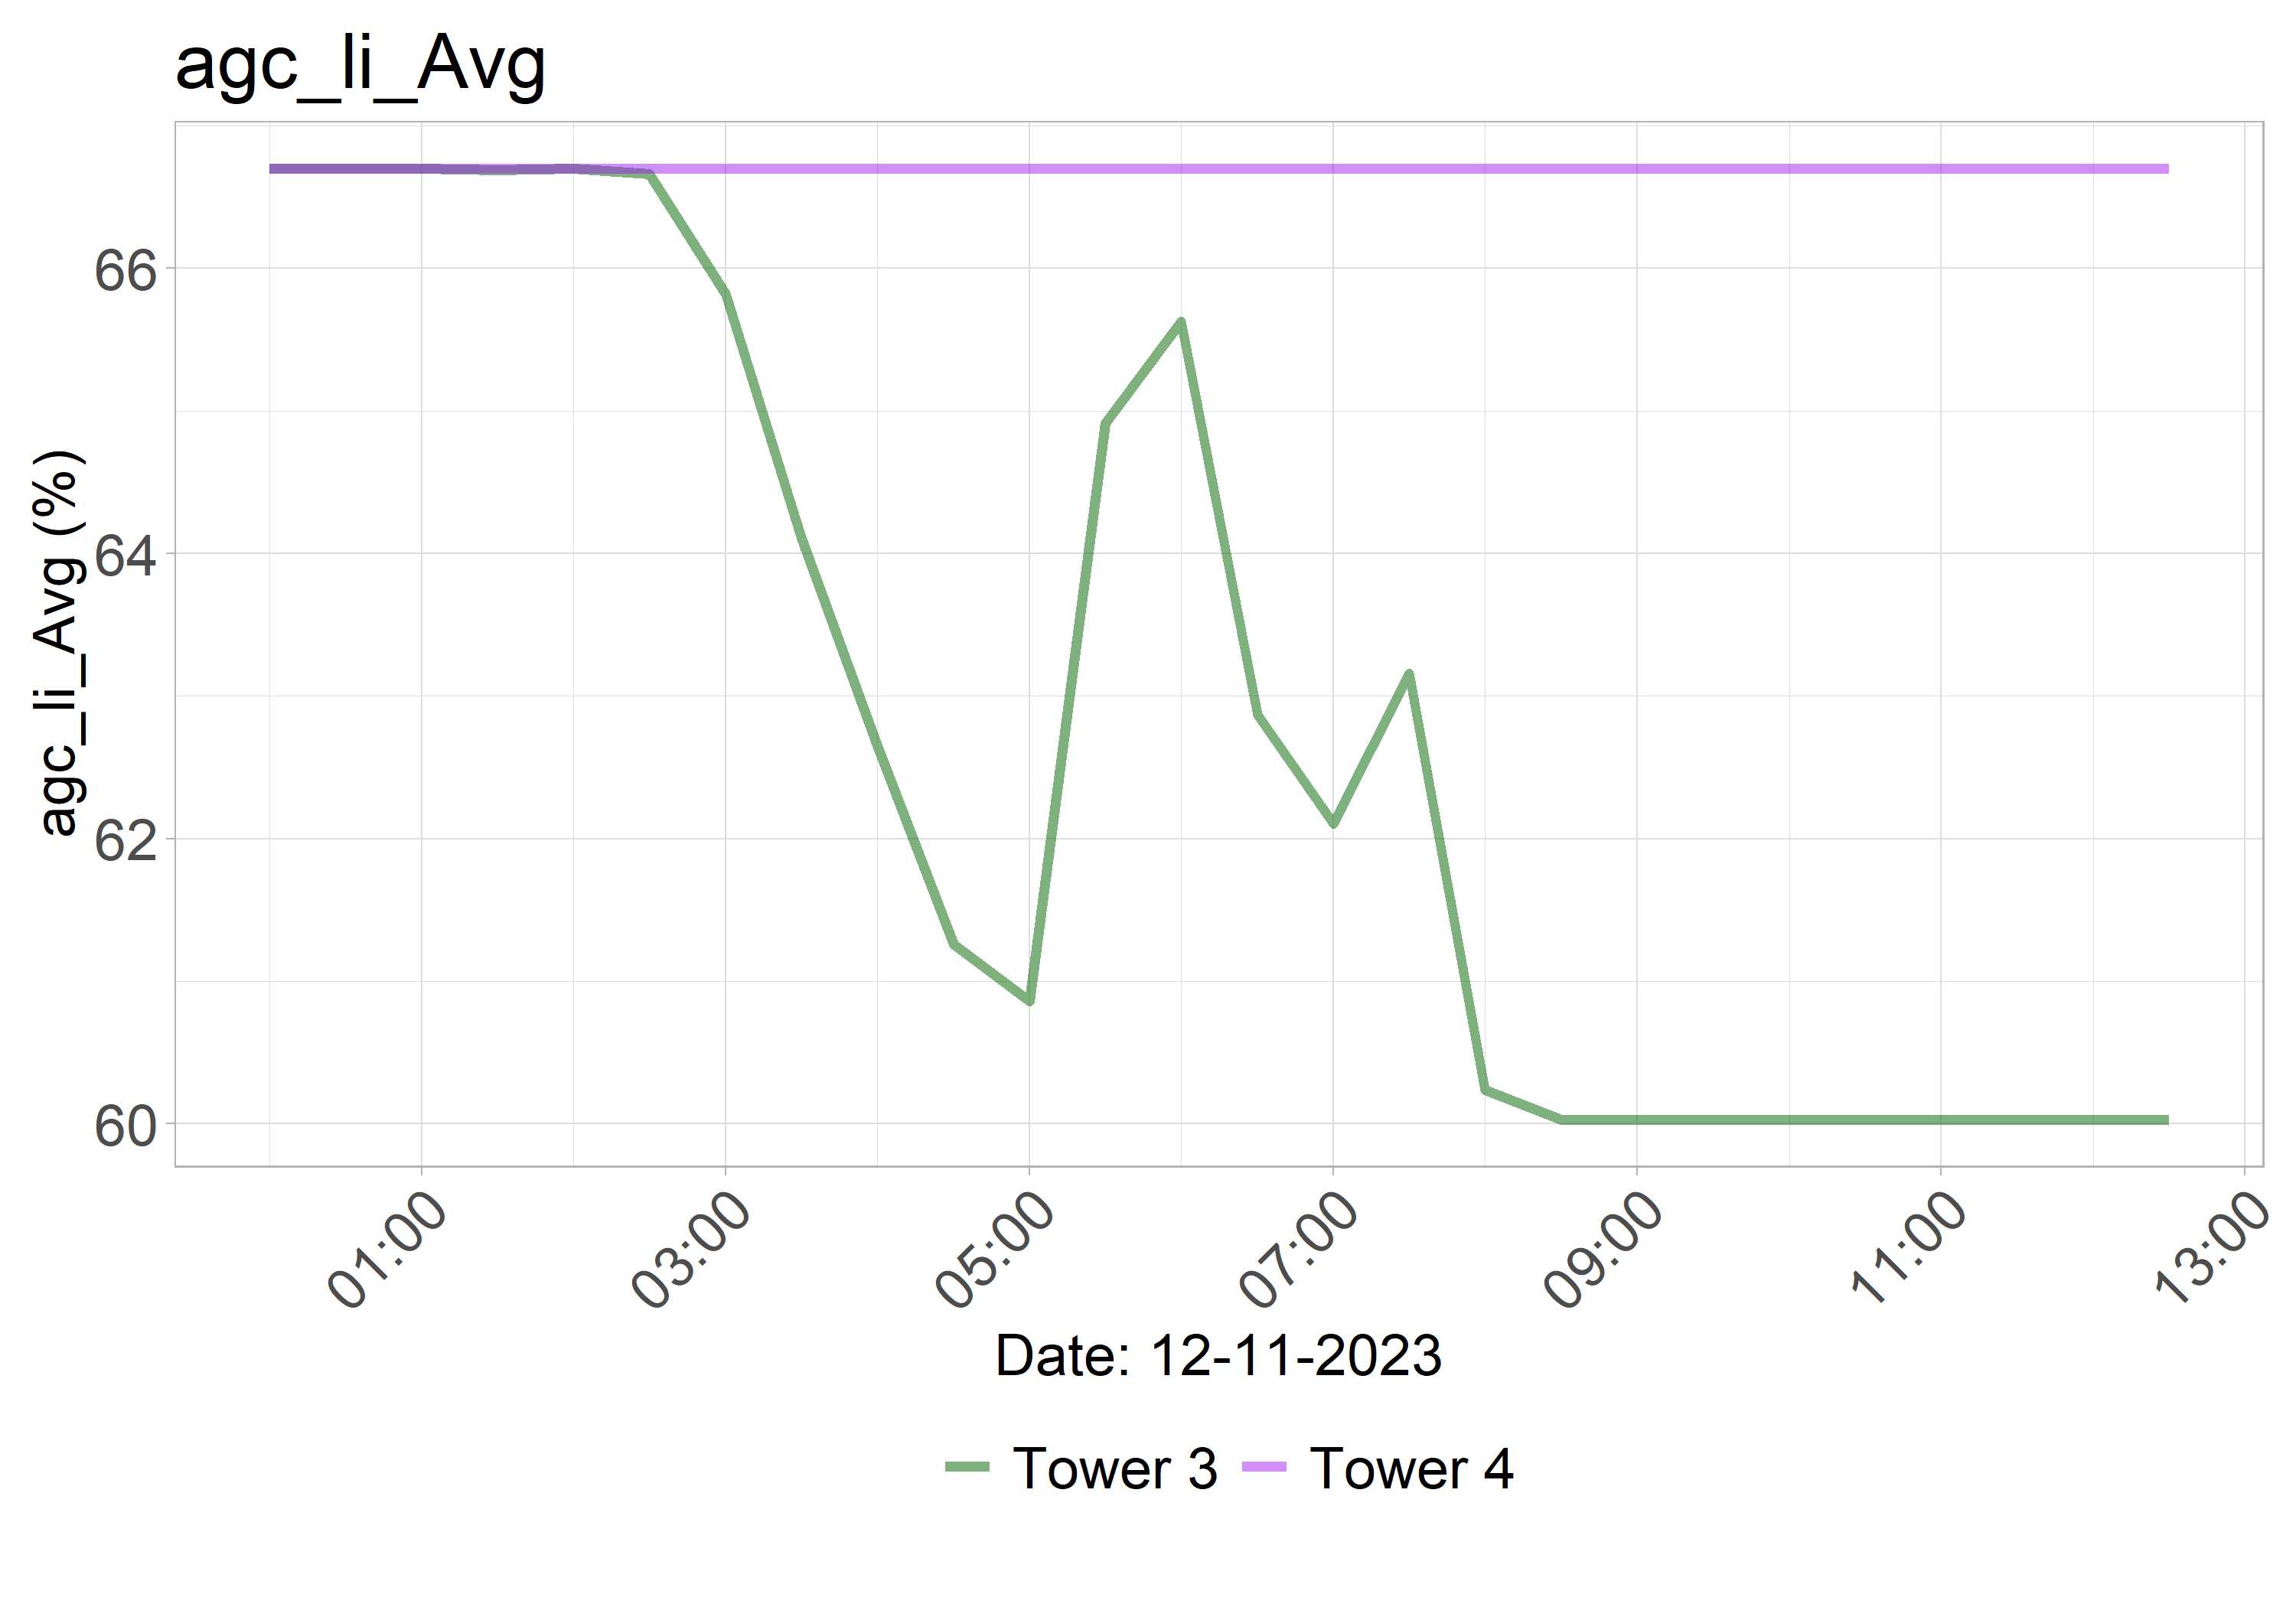 agc_li_Avg
agc_li_Avg (%)
66
64
62
60
01:00
03:00
05:00
07:00
09:00
11:00
13:00
Date: 12-11-2023
Tower 3
Tower 4